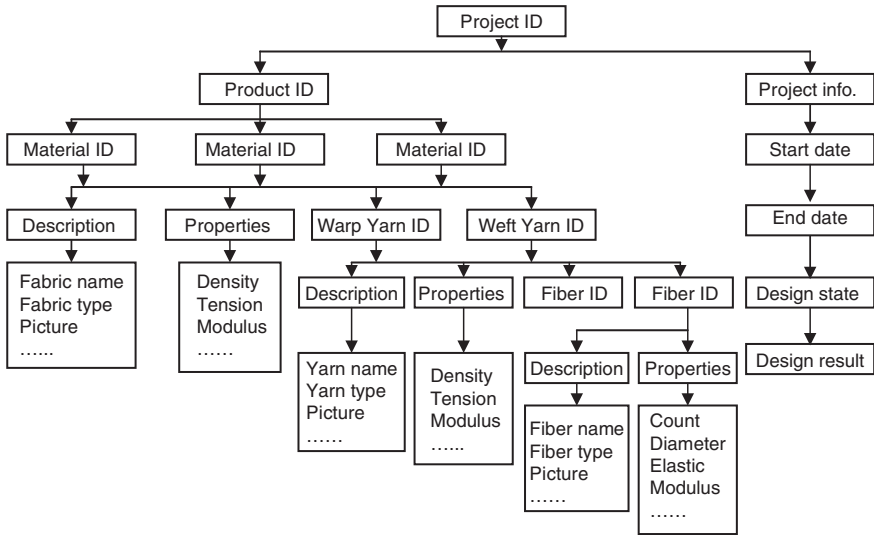 Project ID
Product ID
Project info.
Material ID
Material ID
Material ID
Start date
Description
Properties
Warp Yarn ID
Weft Yarn ID
End date
Fabric name
Fabric type
Picture
…...
Density
Tension
Modulus
……
Description
Properties
Fiber ID
Fiber ID
Design state
Yarn name
Yarn type
Picture
……
Density
Tension
Modulus
…...
Description
Properties
Design result
Fiber name
Fiber type
Picture
……
Count
Diameter
Elastic
Modulus
……